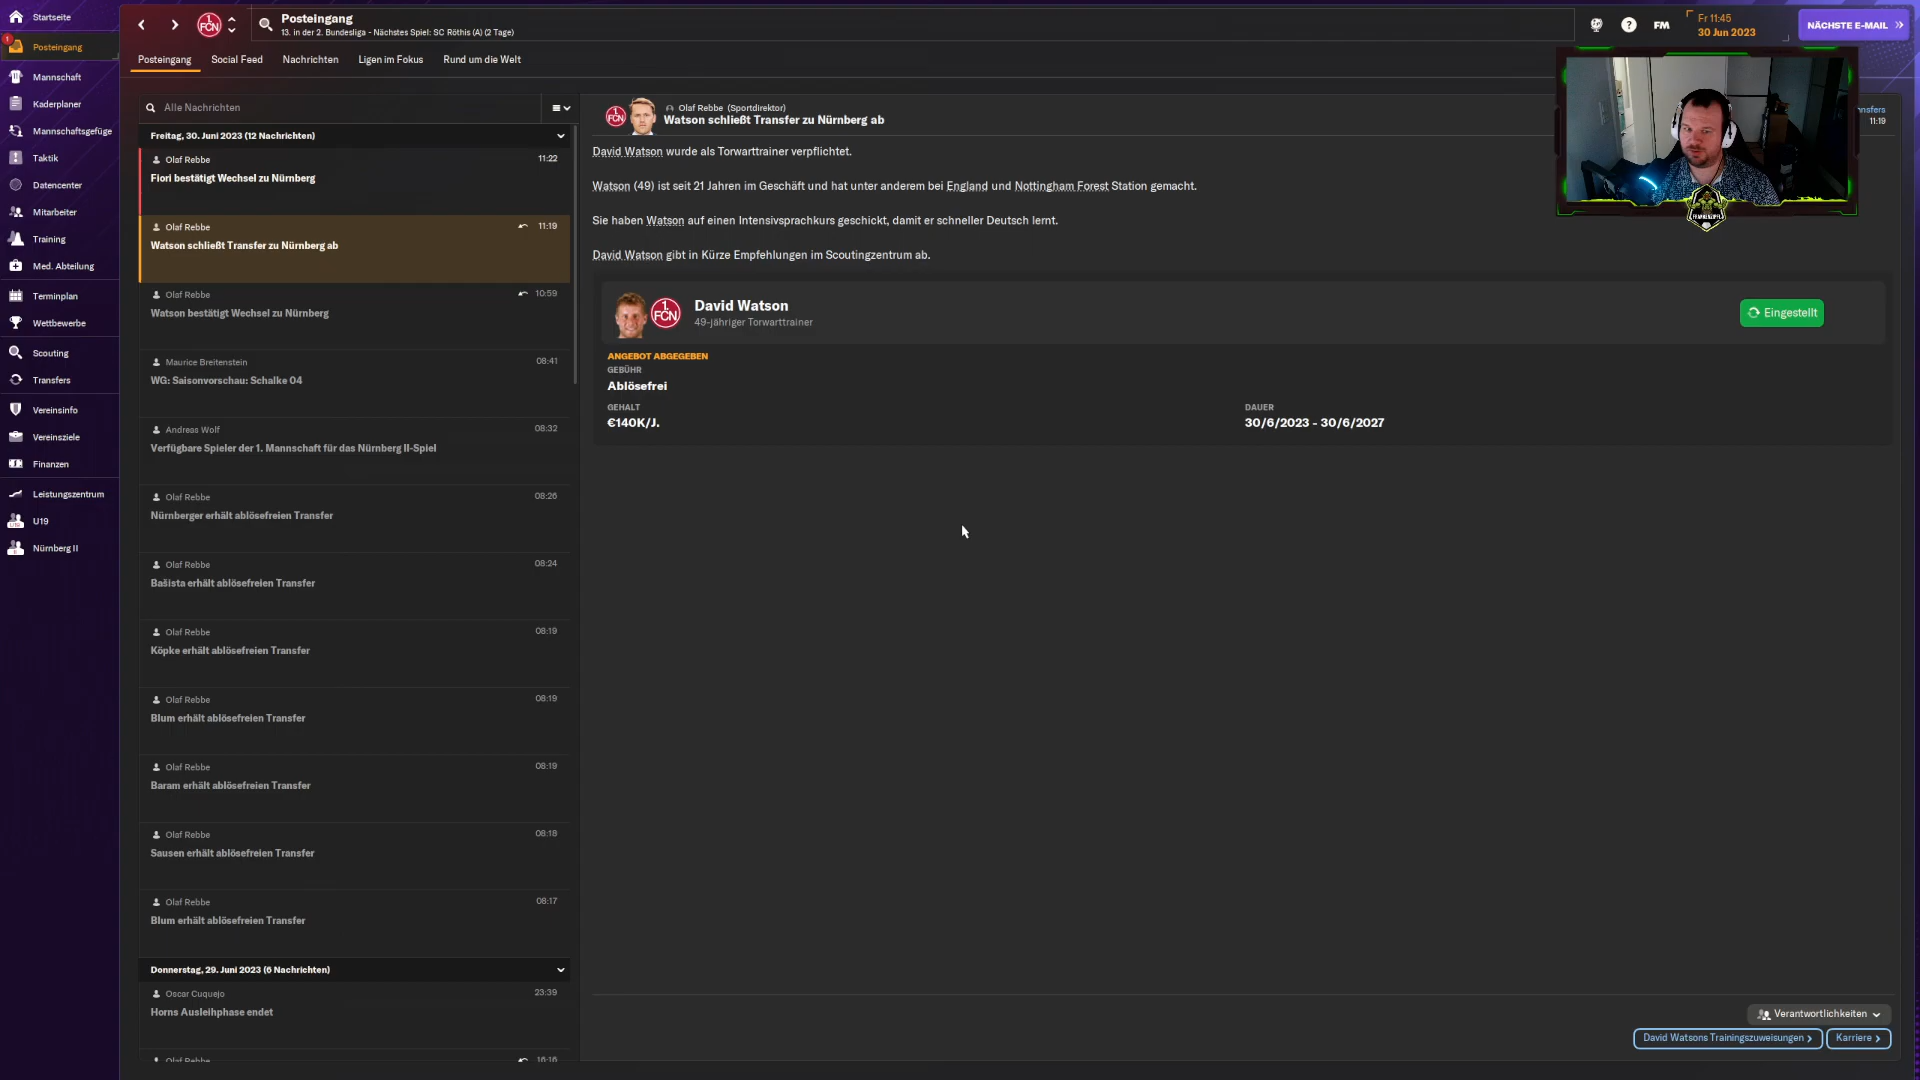 Startseite
1
Posteingang
Mannschaft
Kaderplaner
Mannschaftsgefüge
Taktik
Datencenter
Mitarbeiter
Training
Med. Abteilung
Terminplan
Wettbewerbe
Scouting
Transfers
Vereinsinfo
Vereinsziele
Finanzen
Leistungszentrum
U19
Nürnberg II
1. FCN
Posteingang
13. in der 2. Bundesliga - Nächstes Spiel: SC Röthis (A) (2 Tage)
?
FM
Fr 11:45
30 Jun 2023
NÄCHSTE E-MAIL
Posteingang
Social Feed
Nachrichten
Ligen im Fokus
Rund um die Welt
Alle Nachrichten
Freitag, 30. Juni 2023 (12 Nachrichten)
Olaf Rebbe 11:22
Fiori bestätigt Wechsel zu Nürnberg
Olaf Rebbe 11:19
Watson schließt Transfer zu Nürnberg ab
Olaf Rebbe 10:59
Watson bestätigt Wechsel zu Nürnberg
Maurice Breitenstein 08:41
WG: Saisonvorschau: Schalke 04
Andreas Wolf 08:32
Verfügbare Spieler der 1. Mannschaft für das Nürnberg II-Spiel
Olaf Rebbe 08:26
Nürnberger erhält ablösefreien Transfer
Olaf Rebbe 08:24
Bašista erhält ablösefreien Transfer
Olaf Rebbe 08:19
Köpke erhält ablösefreien Transfer
Olaf Rebbe 08:19
Blum erhält ablösefreien Transfer
Olaf Rebbe 08:19
Baram erhält ablösefreien Transfer
Olaf Rebbe 08:18
Sausen erhält ablösefreien Transfer
Olaf Rebbe 08:17
Blum erhält ablösefreien Transfer
Donnerstag, 29. Juni 2023 (6 Nachrichten)
Oscar Cuquejo 23:39
Horns Ausleihphase endet
Olaf Rebbe 16:16
Olaf Rebbe (Sportdirektor)
Watson schließt Transfer zu Nürnberg ab
nsfers
11:19
David Watson wurde als Torwarttrainer verpflichtet.
Watson (49) ist seit 21 Jahren im Geschäft und hat unter anderem bei England und Nottingham Forest Station gemacht.
Sie haben Watson auf einen Intensivsprachkurs geschickt, damit er schneller Deutsch lernt.
David Watson gibt in Kürze Empfehlungen im Scoutingzentrum ab.
1. FCN
David Watson
49-jähriger Torwarttrainer
Eingestellt
ANGEBOT ABGEGEBEN
GEBÜHR
Ablösefrei
GEHALT
€140K/J.
DAUER
30/6/2023 - 30/6/2027
Verantwortlichkeiten
David Watsons Trainingszuweisungen
Karriere